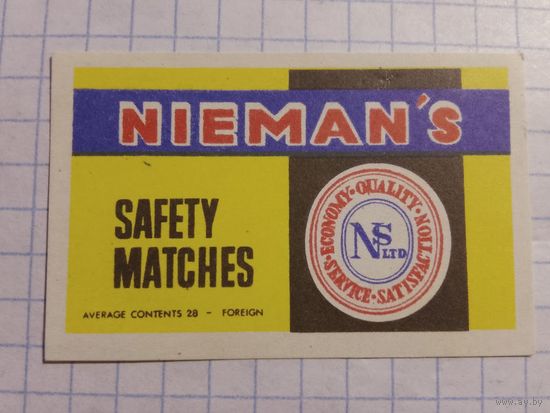 NIEMAN'S
SAFETY
MATCHES
AVERAGE CONTENTS 28 - FOREIGN
ECONOMY·QUALITY·SATISFACTION·SERVICE·
NS LTD
www.ay.by